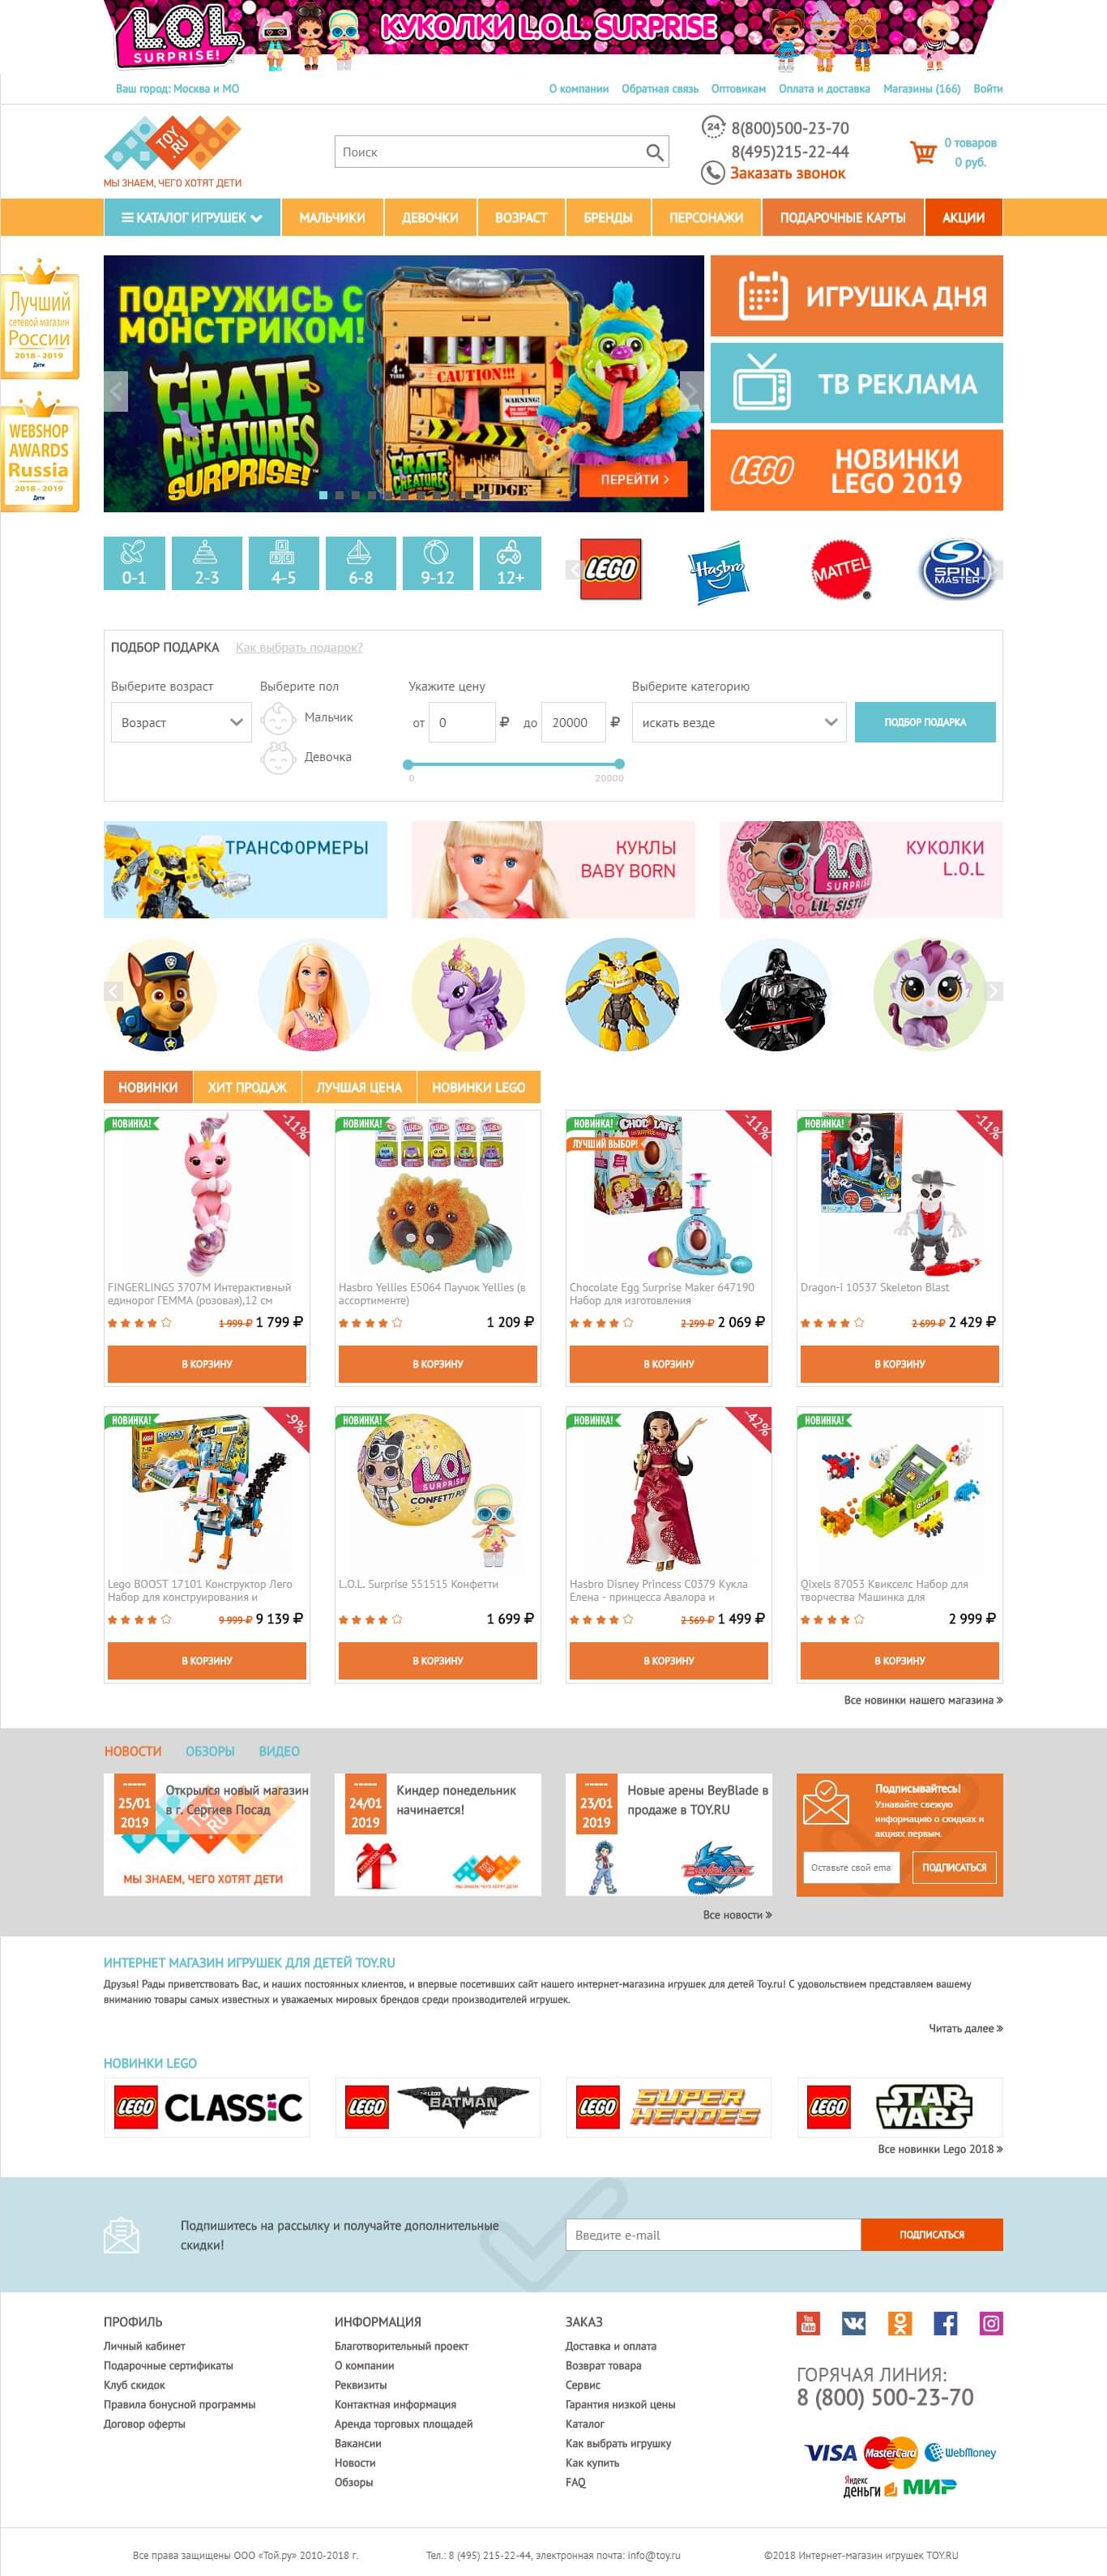 L.O.L.
SURPRISE!
КУКОЛКИ L.O.L. SURPRISE
Ваш город: Москва и МО
О компании
Обратная связь
Оптовикам
Оплата и доставка
Магазины (166)
Войти
TOY
.RU
МЫ ЗНАЕМ, ЧЕГО ХОТЯТ ДЕТИ
Поиск
24
8(800)500-23-70
8(495)215-22-44
Заказать звонок
0 товаров
0 руб.
КАТАЛОГ ИГРУШЕК
МАЛЬЧИКИ
ДЕВОЧКИ
ВОЗРАСТ
БРЕНДЫ
ПЕРСОНАЖИ
ПОДАРОЧНЫЕ КАРТЫ
АКЦИИ
Лучший
сетевой магазин
России
2018 - 2019
Дети
WEBSHOP
AWARDS
Russia
2018 - 2019
Дети
ПОДРУЖИСЬ С
МОНСТРИКОМ!
CRATE
CREATURES
SURPRISE!
CAUTION!!!
WARNING!
CRATE
CREATURES
PUDGE
ПЕРЕЙТИ >
ИГРУШКА ДНЯ
ТВ РЕКЛАМА
LEGO
НОВИНКИ
LEGO 2019
0-1
2-3
4-5
6-8
9-12
12+
LEGO
Hasbro
MATTEL
SPIN
MASTER
ПОДБОР ПОДАРКА
Как выбрать подарок?
Выберите возраст
Выберите пол
Укажите цену
Выберите категорию
Возраст
Мальчик
Девочка
от
0
₽
до
20000
₽
искать везде
ПОДБОР ПОДАРКА
0
20000
ТРАНСФОРМЕРЫ
КУКЛЫ
BABY BORN
КУКОЛКИ
L.O.L
НОВИНКИ
ХИТ ПРОДАЖ
ЛУЧШАЯ ЦЕНА
НОВИНКИ LEGO
НОВИНКА!
-11%
НОВИНКА!
НОВИНКА!
ЛУЧШИЙ ВЫБОР!
-11%
НОВИНКА!
-11%
FINGERLINGS 3707M Интерактивный
единорог ГЕММА (розовая),12 см
Hasbro Yellies E5064 Паучок Yellies (в
ассортименте)
Chocolate Egg Surprise Maker 647190
Набор для изготовления
Dragon-i 10537 Skeleton Blast
1 999 ₽ 1 799 ₽
1 209 ₽
2 299 ₽ 2 069 ₽
2 699 ₽ 2 429 ₽
В КОРЗИНУ
В КОРЗИНУ
В КОРЗИНУ
В КОРЗИНУ
НОВИНКА!
-9%
НОВИНКА!
НОВИНКА!
-42%
НОВИНКА!
Lego BOOST 17101 Конструктор Лего
Набор для конструирования и
L.O.L. Surprise 551515 Конфетти
Hasbro Disney Princess C0379 Кукла
Елена - принцесса Авалора и
Qixels 87053 Квикселс Набор для
творчества Машинка для
9 999 ₽ 9 139 ₽
1 699 ₽
2 569 ₽ 1 499 ₽
2 999 ₽
В КОРЗИНУ
В КОРЗИНУ
В КОРЗИНУ
В КОРЗИНУ
Все новинки нашего магазина »
НОВОСТИ
ОБЗОРЫ
ВИДЕО
25/01
2019
Открылся новый магазин
в г. Сергиев Посад
МЫ ЗНАЕМ, ЧЕГО ХОТЯТ ДЕТИ
24/01
2019
Киндер понедельник
начинается!
23/01
2019
Новые арены BeyBlade в
продаже в TOY.RU
BEYBLADE
Подписывайтесь!
Узнавайте свежую
информацию о скидках и
акциях первым.
Оставьте свой emai
ПОДПИСАТЬСЯ
Все новости »
ИНТЕРНЕТ МАГАЗИН ИГРУШЕК ДЛЯ ДЕТЕЙ TOY.RU
Друзья! Рады приветствовать Вас, и наших постоянных клиентов, и впервые посетивших сайт нашего интернет-магазина игрушек для детей Toy.ru! С удовольствием представляем вашему
вниманию товары самых известных и уважаемых мировых брендов среди производителей игрушек.
Читать далее »
НОВИНКИ LEGO
LEGO CLASSIC
LEGO THE LEGO BATMAN MOVIE
LEGO SUPER HEROES
LEGO STAR WARS
Все новинки Lego 2018 »
Подпишитесь на рассылку и получайте дополнительные
скидки!
Введите e-mail
ПОДПИСАТЬСЯ
ПРОФИЛЬ
Личный кабинет
Подарочные сертификаты
Клуб скидок
Правила бонусной программы
Договор оферты
ИНФОРМАЦИЯ
Благотворительный проект
О компании
Реквизиты
Контактная информация
Аренда торговых площадей
Вакансии
Новости
Обзоры
ЗАКАЗ
Доставка и оплата
Возврат товара
Сервис
Гарантия низкой цены
Каталог
Как выбрать игрушку
Как купить
FAQ
You
Tube
ГОРЯЧАЯ ЛИНИЯ:
8 (800) 500-23-70
VISA
MasterCard
WebMoney
Яндекс
деньги
МИР
Все права защищены ООО «Той.ру» 2010-2018 г.
Тел.: 8 (495) 215-22-44, электронная почта: info@toy.ru
©2018 Интернет-магазин игрушек TOY.RU